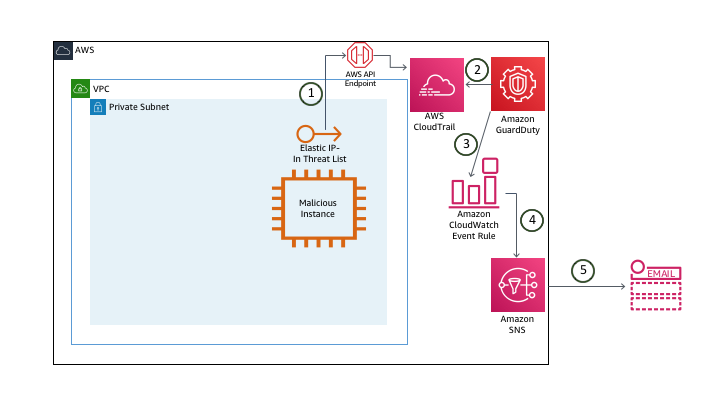 AWS
AWS API
Endpoint
VPC
1
2
Private Subnet
AWS
CloudTrail
Amazon
GuardDuty
3
Elastic IP-
In Threat List
Malicious
Instance
Amazon
CloudWatch
Event Rule
4
5
EMAIL
Amazon
SNS